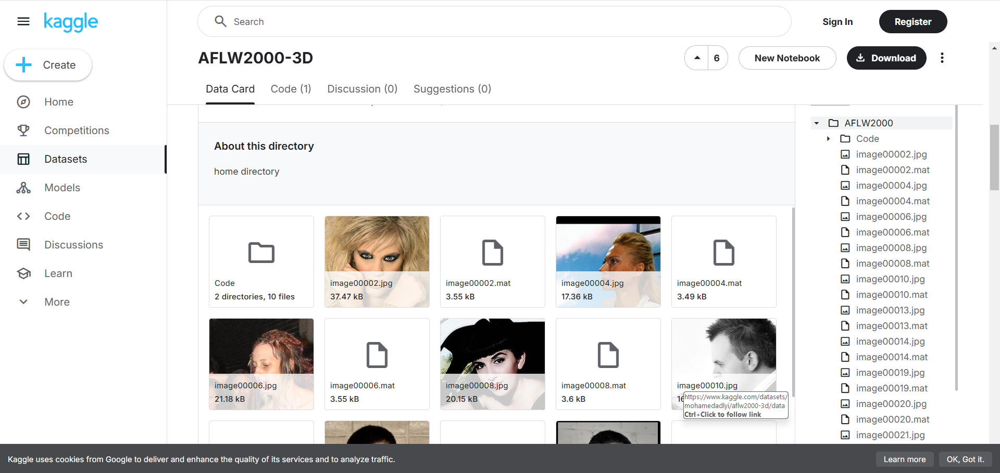 kaggle
Search
Sign In
Register
Create
Home
Competitions
Datasets
Models
Code
Discussions
Learn
More
AFLW2000-3D
6
New Notebook
Download
Data Card
Code (1)
Discussion (0)
Suggestions (0)
About this directory
home directory
Code
2 directories, 10 files
image00002.jpg
37.47 kB
image00002.mat
3.55 kB
image00004.jpg
17.36 kB
image00004.mat
3.49 kB
image00006.jpg
21.18 kB
image00006.mat
3.55 kB
image00008.jpg
20.15 kB
image00008.mat
3.6 kB
image00010.jpg
https://www.kaggle.com/datasets/
mohamedadlyi/aflw2000-3d/data
Ctrl+Click to follow link
AFLW2000
Code
image00002.jpg
image00002.mat
image00004.jpg
image00004.mat
image00006.jpg
image00006.mat
image00008.jpg
image00008.mat
image00010.jpg
image00010.mat
image00013.jpg
image00013.mat
image00014.jpg
image00014.mat
image00019.jpg
image00019.mat
image00020.jpg
image00020.mat
image00021.jpg
Kaggle uses cookies from Google to deliver and enhance the quality of its services and to analyze traffic.
Learn more
OK, Got it.